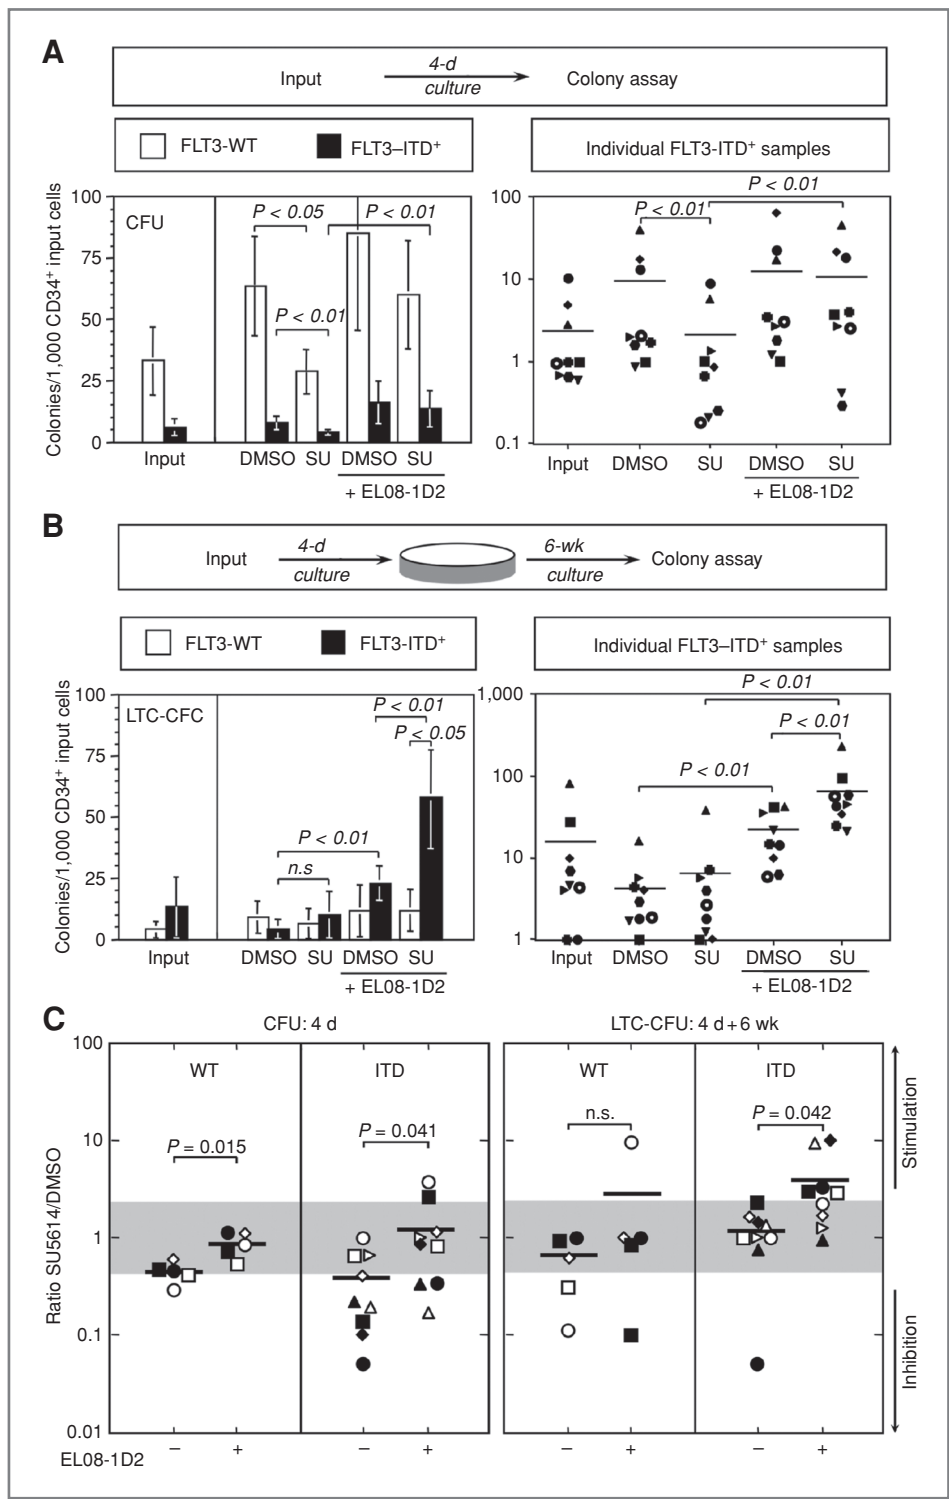 A
Input 4-d culture Colony assay
FLT3-WT FLT3–ITD+
Individual FLT3-ITD+ samples
Colonies/1,000 CD34+ input cells
100
75
50
25
0
CFU
P < 0.05
P < 0.01
P < 0.01
Input DMSO SU DMSO SU
+ EL08-1D2
100
10
1
0.1
P < 0.01
P < 0.01
Input DMSO SU DMSO SU
+ EL08-1D2
B
Input 4-d culture 6-wk culture Colony assay
FLT3-WT FLT3-ITD+
Individual FLT3–ITD+ samples
Colonies/1,000 CD34+ input cells
100
75
50
25
0
LTC-CFC
P < 0.01
P < 0.05
P < 0.01
n.s
Input DMSO SU DMSO SU
+ EL08-1D2
1,000
100
10
1
P < 0.01
P < 0.01
P < 0.01
Input DMSO SU DMSO SU
+ EL08-1D2
C
CFU: 4 d
LTC-CFU: 4 d+6 wk
Ratio SU5614/DMSO
100
10
1
0.1
0.01
WT ITD WT ITD
P = 0.015
P = 0.041
n.s.
P = 0.042
Stimulation
Inhibition
EL08-1D2 – + – + – + – +